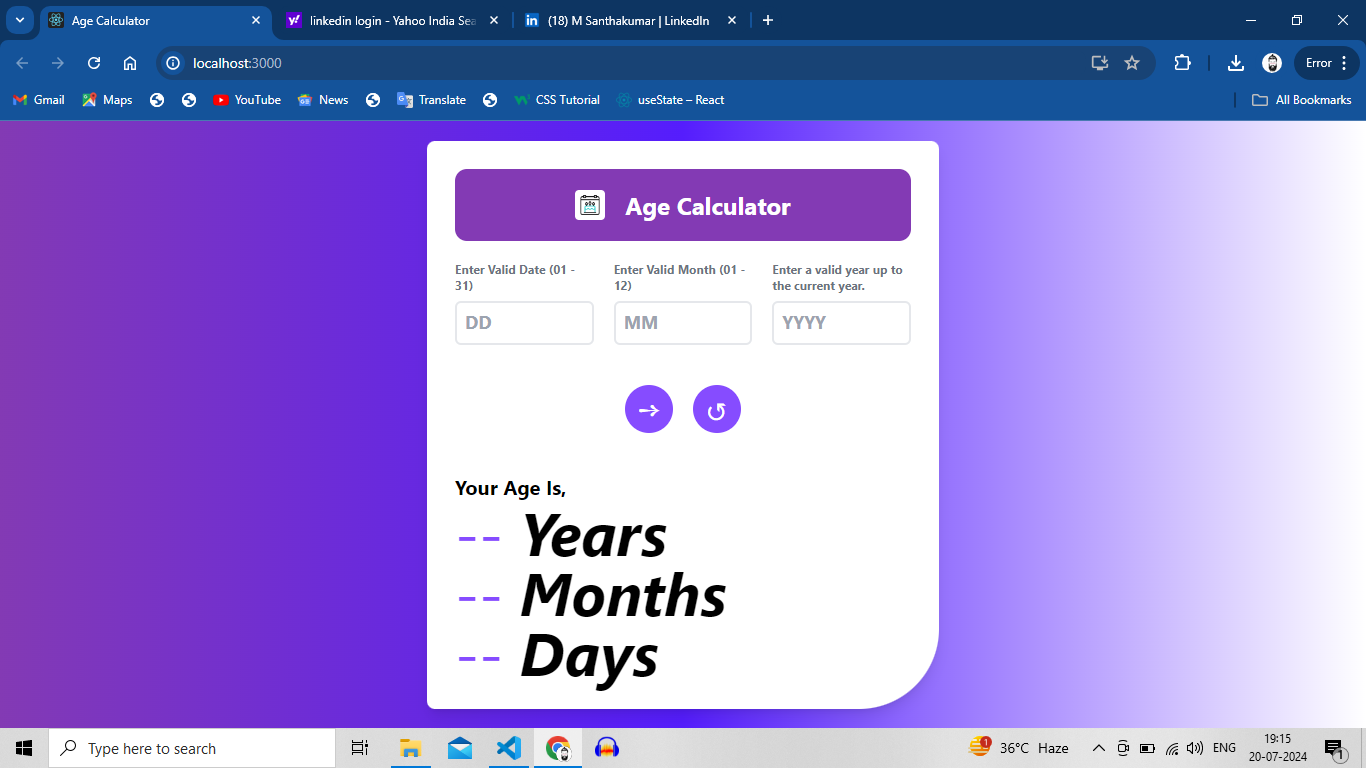 Age Calculator
linkedin login - Yahoo India Sea
(18) M Santhakumar | LinkedIn
localhost:3000
Error
Gmail
Maps
YouTube
News
Translate
CSS Tutorial
useState – React
All Bookmarks
Age Calculator
Enter Valid Date (01 -
31)
Enter Valid Month (01 -
12)
Enter a valid year up to
the current year.
DD
MM
YYYY
Your Age Is,
-- Years
-- Months
-- Days
Type here to search
1
36°C Haze
ENG
19:15
20-07-2024
1